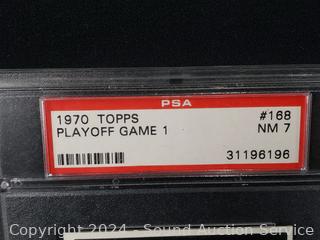 PSA
1970 TOPPS #168
PLAYOFF GAME 1 NM 7
31196196
Copyright 2024 - Sound Auction Service